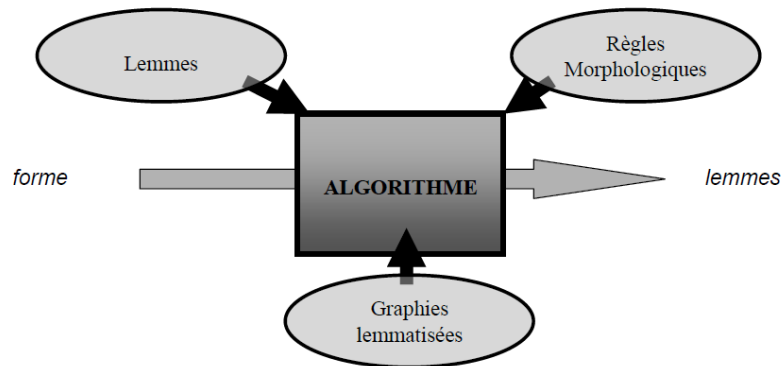 Lemmes
Règles
Morphologiques
forme
ALGORITHME
lemmes
Graphies
lemmatisées